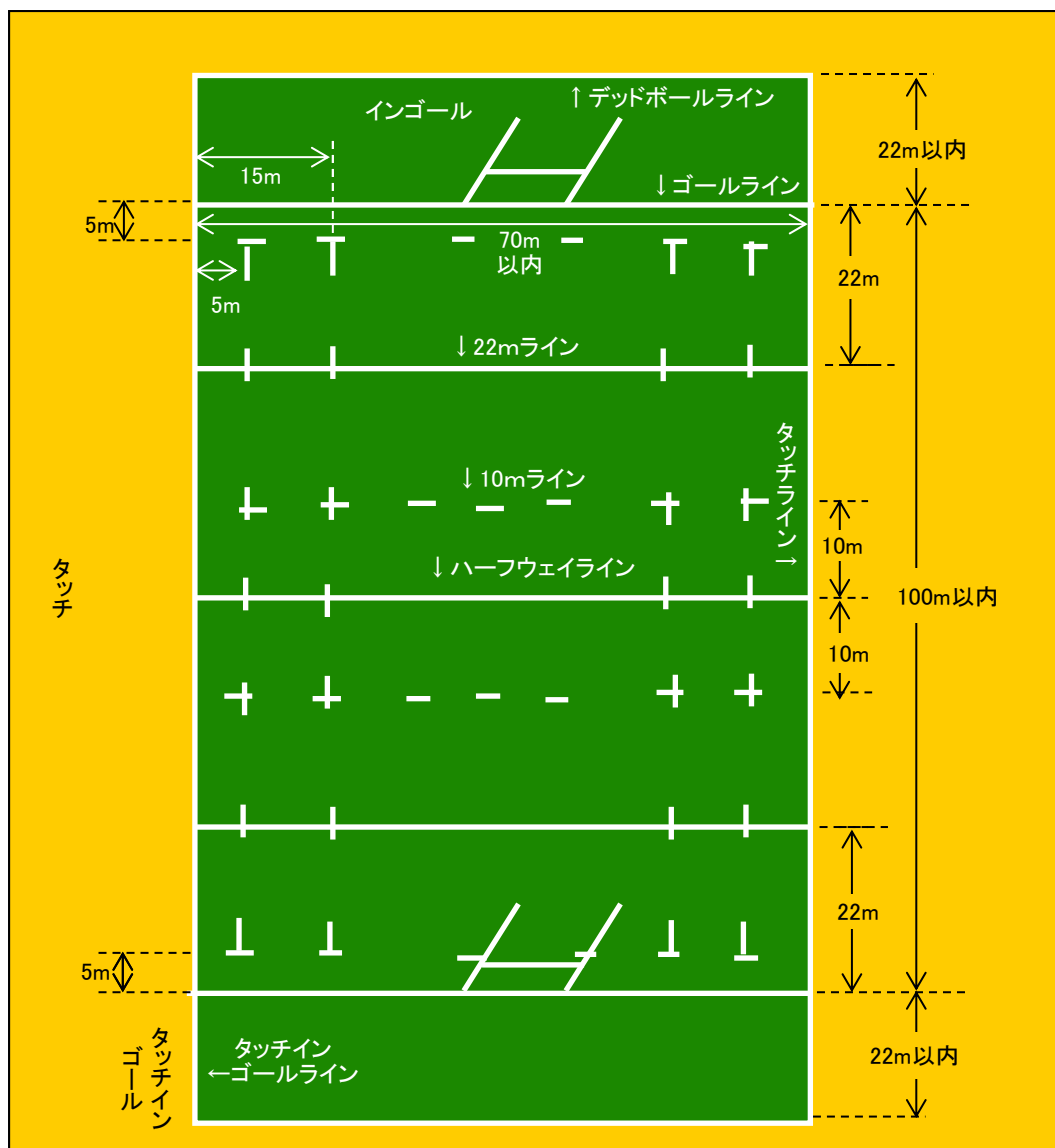 ↑デッドボールライン
インゴール
22m以内
15m
↓ゴールライン
5m
70m
以内
22m
5m
↓22mライン
タッチライン→
↓10mライン
10m
↓ハーフウェイライン
タッチ
100m以内
10m
22m
5m
タッチイン
ゴール
タッチイン
←ゴールライン
22m以内